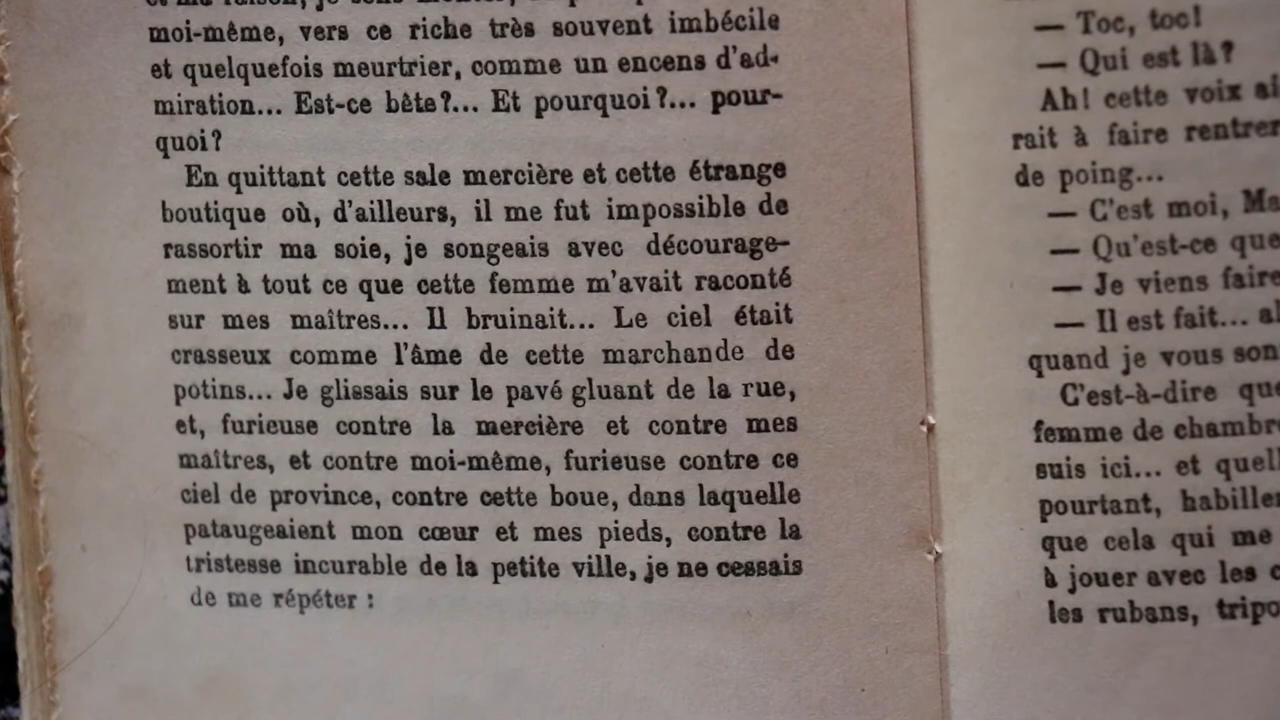 moi-même, vers ce riche très souvent imbécile
et quelquefois meurtrier, comme un encens d'ad-
miration... Est-ce bête?... Et pourquoi?... pour-
quoi?
En quittant cette sale mercière et cette étrange
boutique où, d'ailleurs, il me fut impossible de
rassortir ma soie, je songeais avec décourage-
ment à tout ce que cette femme m'avait raconté
sur mes maîtres... Il bruinait... Le ciel était
crasseux comme l'âme de cette marchande de
potins... Je glissais sur le pavé gluant de la rue,
et, furieuse contre la mercière et contre mes
maîtres, et contre moi-même, furieuse contre ce
ciel de province, contre cette boue, dans laquelle
pataugeaient mon cœur et mes pieds, contre la
tristesse incurable de la petite ville, je ne cessais
de me répéter :
— Toc, toc!
— Qui est là?
Ah! cette voix ai
rait à faire rentrer
de poing...
— C'est moi, Ma
— Qu'est-ce que
— Je viens faire
— Il est fait... al
quand je vous son
C'est-à-dire que
femme de chambre
suis ici... et quell
pourtant, habiller
que cela qui me
à jouer avec les c
les rubans, tripo